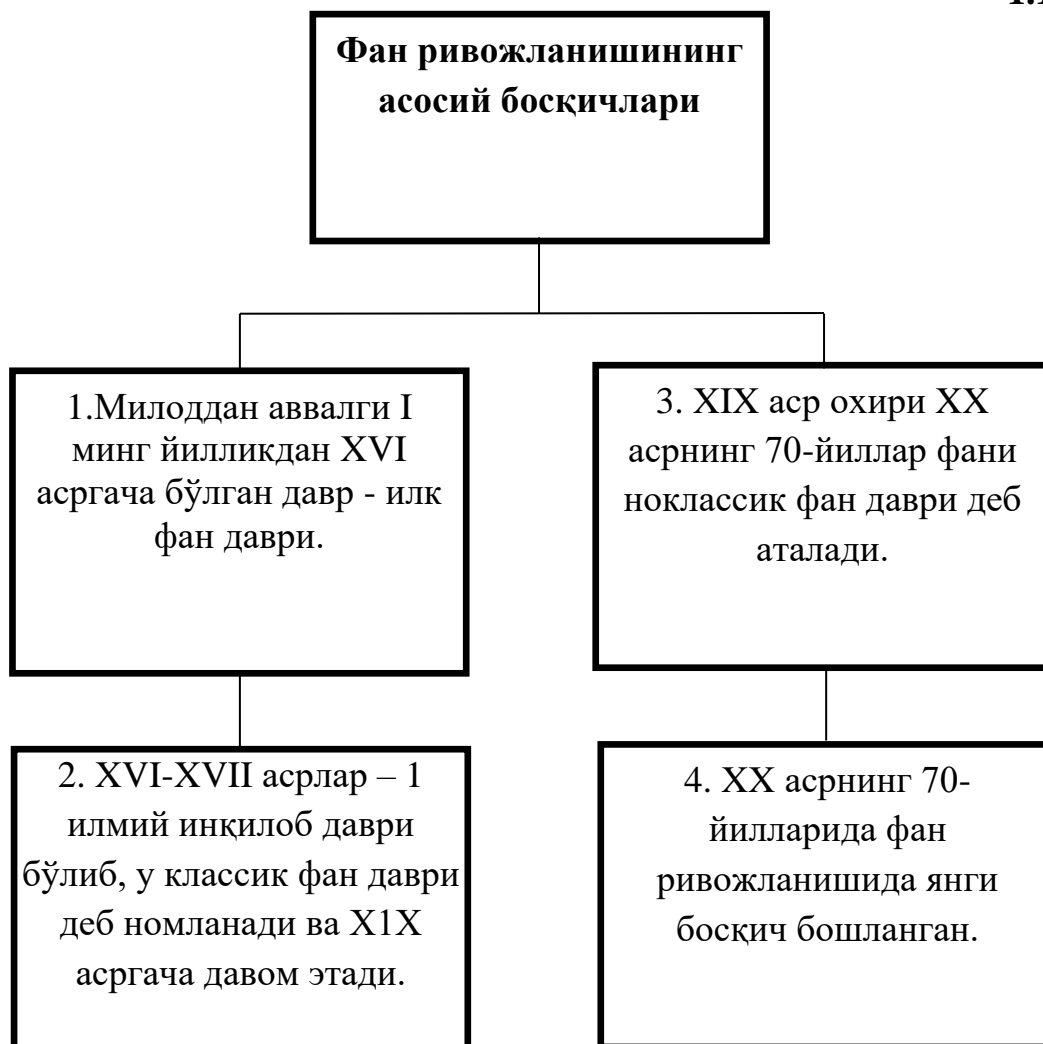 Фан ривожланишининг
асосий босқичлари
1.Милоддан аввалги I
минг йилликдан XVI
асргача бўлган давр - илк
фан даври.
2. XVI-XVII асрлар – 1
илмий инқилоб даври
бўлиб, у классик фан даври
деб номланади ва X1X
асргача давом этади.
3. XIX аср охири XX
асрнинг 70-йиллар фани
ноклассик фан даври деб
аталади.
4. XX асрнинг 70-
йилларида фан
ривожланишида янги
босқич бошланган.